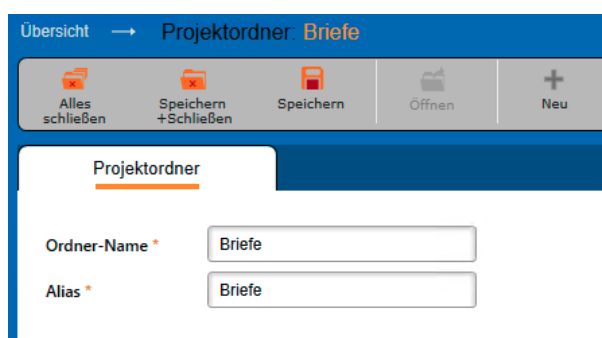 Übersicht → Projektordner: Briefe
Alles schließen
Speichern +Schließen
Speichern
Öffnen
Neu
Projektordner
Ordner-Name * Briefe
Alias * Briefe